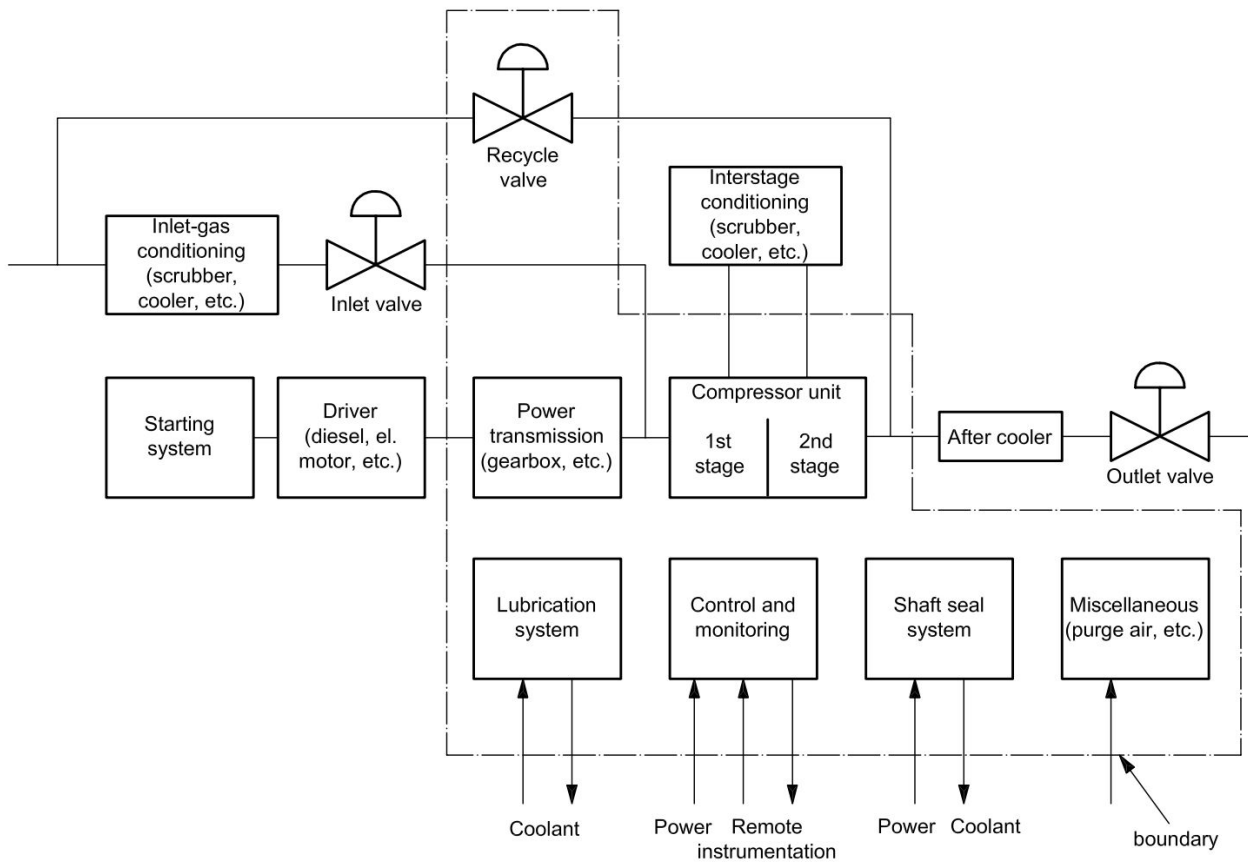 Recycle
valve
Interstage
conditioning
(scrubber,
cooler, etc.)
Inlet-gas
conditioning
(scrubber,
cooler, etc.)
Inlet valve
Starting
system
Driver
(diesel, el.
motor, etc.)
Power
transmission
(gearbox, etc.)
Compressor unit
1st
stage
2nd
stage
After cooler
Outlet valve
Lubrication
system
Control and
monitoring
Shaft seal
system
Miscellaneous
(purge air, etc.)
Coolant
Power
Remote
instrumentation
Power
Coolant
boundary